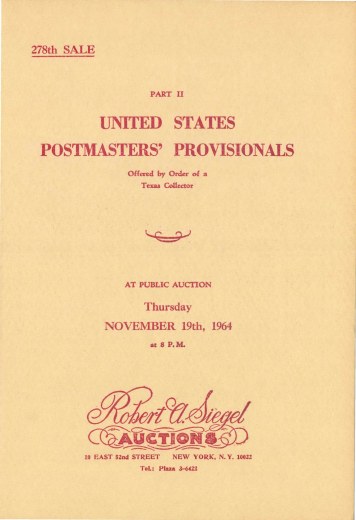 278th SALE
PART II
UNITED STATES
POSTMASTERS' PROVISIONALS
Offered by Order of a
Texas Collector
AT PUBLIC AUCTION
Thursday
NOVEMBER 19th, 1964
at 8 P.M.
Robert A. Siegel
AUCTIONS
10 EAST 52nd STREET NEW YORK, N. Y. 10022
Tel.: Plaza 3-6422